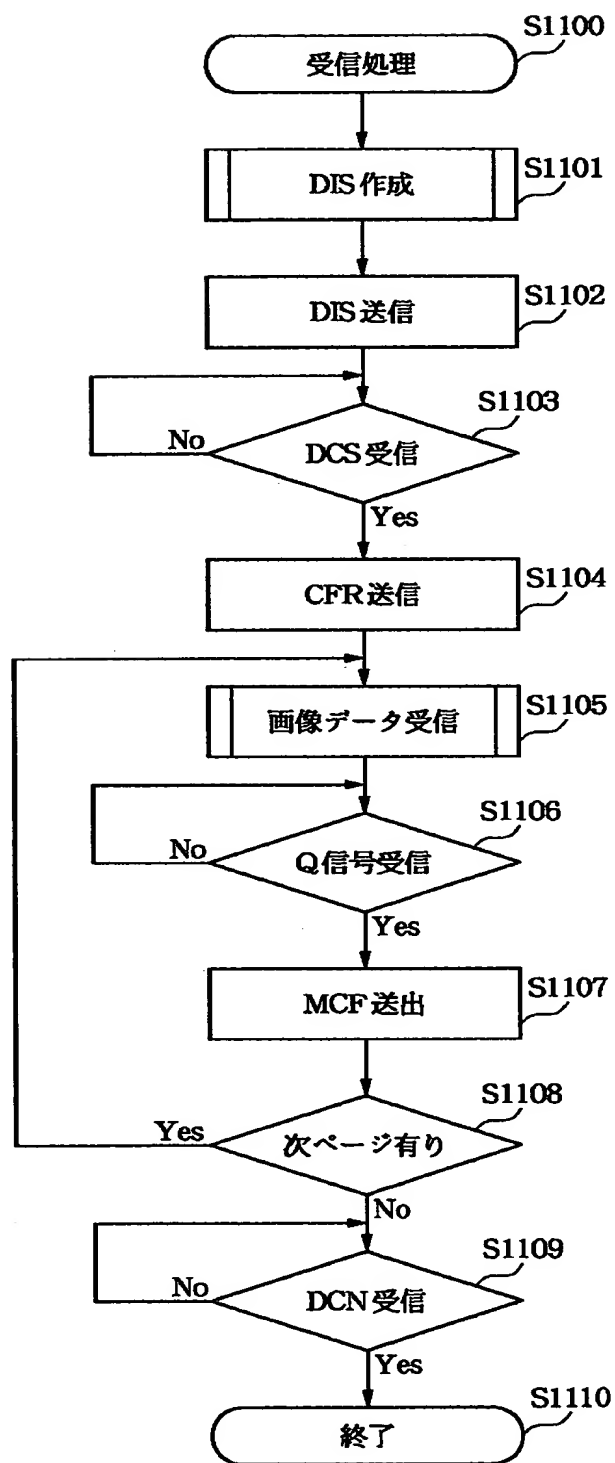 S1100
受信処理
S1101
DIS作成
S1102
DIS送信
S1103
DCS受信
No
Yes
S1104
CFR送信
S1105
画像データ受信
S1106
Q信号受信
No
Yes
S1107
MCF送出
S1108
次ページ有り
Yes
No
S1109
DCN受信
No
Yes
S1110
終了